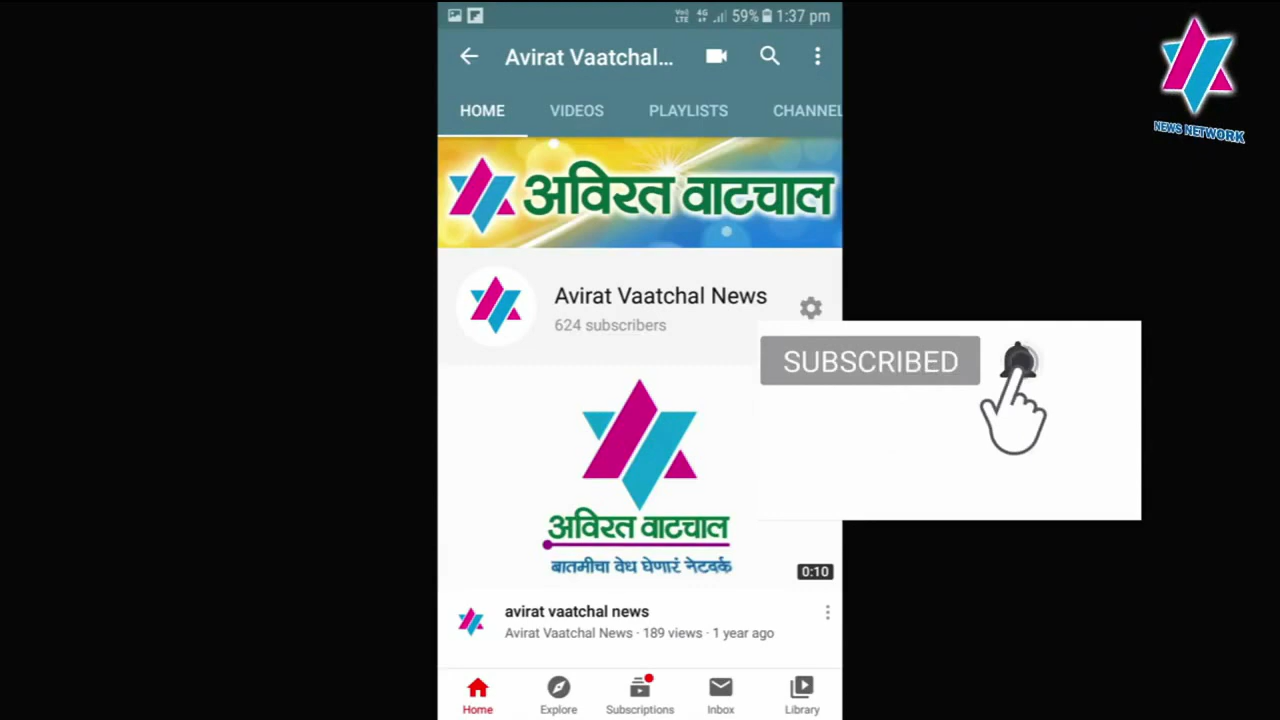 VoLTE 4G 59% 1:37 pm
Avirat Vaatchal...
HOME VIDEOS PLAYLISTS CHANNEL
NEWS NETWORK
अविरत वाटचाल
Avirat Vaatchal News
624 subscribers
SUBSCRIBED
अविरत वाटचाल
बातमीचा वेध घेणारं नेटवर्क
0:10
avirat vaatchal news
Avirat Vaatchal News · 189 views · 1 year ago
Home Explore Subscriptions Inbox Library